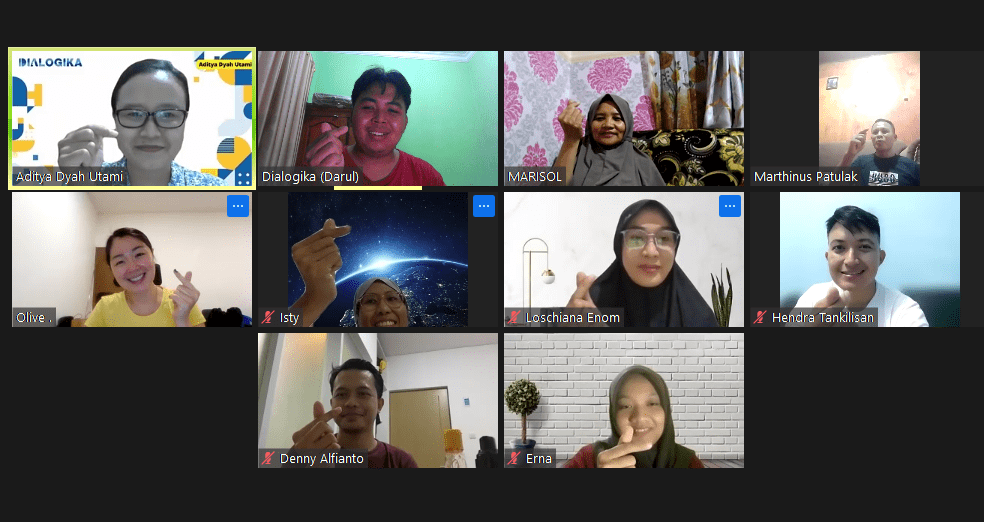 DIALOGIKA
Aditya Dyah Utami
Aditya Dyah Utami
Dialogika (Darul)
MARISOL
Marthinus Patulak
Olive .
Isty
Loschiana Enom
Hendra Tankilisan
Denny Alfianto
Erna